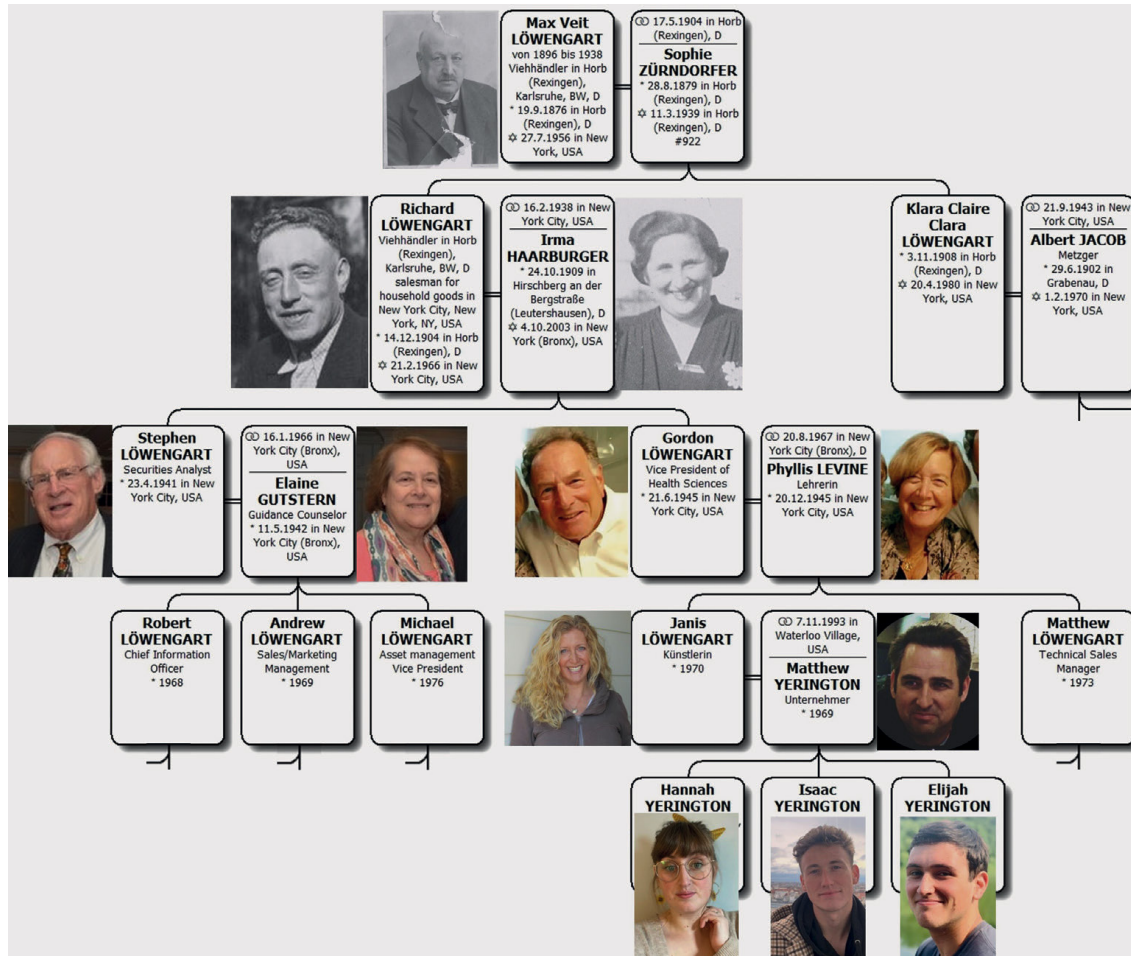 Max Veit
LÖWENGART
von 1896 bis 1938
Viehhändler in Horb
(Rexingen),
Karlsruhe, BW, D
* 19.9.1876 in Horb
(Rexingen), D
✡ 27.7.1956 in New
York, USA
⚭ 17.5.1904 in Horb
(Rexingen), D
Sophie
ZÜRNDORFER
* 28.8.1879 in Horb
(Rexingen), D
✡ 11.3.1939 in Horb
(Rexingen), D
#922
Richard
LÖWENGART
Viehhändler in Horb
(Rexingen),
Karlsruhe, BW, D
salesman for
household goods in
New York City, New
York, NY, USA
* 14.12.1904 in Horb
(Rexingen), D
✡ 21.2.1966 in New
York City, USA
⚭ 16.2.1938 in New
York City, USA
Irma
HAARBURGER
* 24.10.1909 in
Hirschberg an der
Bergstraße
(Leutershausen), D
✡ 4.10.2003 in New
York (Bronx), USA
Klara Claire
Clara
LÖWENGART
* 3.11.1908 in Horb
(Rexingen), D
✡ 20.4.1980 in New
York, USA
⚭ 21.9.1943 in New
York City, USA
Albert JACOB
Metzger
* 29.6.1902 in
Grabenau, D
✡ 1.2.1970 in New
York, USA
Stephen
LÖWENGART
Securities Analyst
* 23.4.1941 in New
York City, USA
⚭ 16.1.1966 in New
York City (Bronx),
USA
Elaine
GUTSTERN
Guidance Counselor
* 11.5.1942 in New
York City (Bronx),
USA
Gordon
LÖWENGART
Vice President of
Health Sciences
* 21.6.1945 in New
York City, USA
⚭ 20.8.1967 in New
York City (Bronx), D
Phyllis LEVINE
Lehrerin
* 20.12.1945 in New
York City, USA
Robert
LÖWENGART
Chief Information
Officer
* 1968
Andrew
LÖWENGART
Sales/Marketing
Management
* 1969
Michael
LÖWENGART
Asset management
Vice President
* 1976
Janis
LÖWENGART
Künstlerin
* 1970
⚭ 7.11.1993 in
Waterloo Village,
USA
Matthew
YERINGTON
Unternehmer
* 1969
Matthew
LÖWENGART
Technical Sales
Manager
* 1973
Hannah
YERINGTON
Isaac
YERINGTON
Elijah
YERINGTON